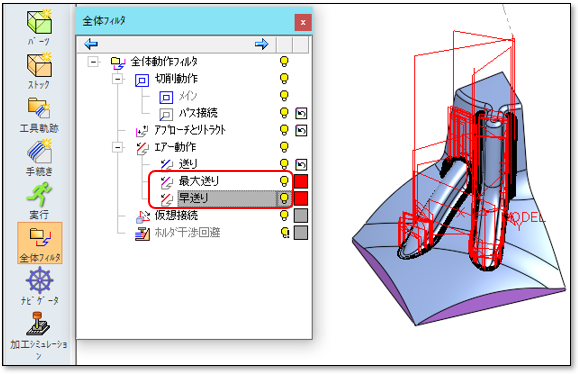 パーツ
ストック
工具軌跡
手続き
実行
全体フィルタ
ナビゲータ
加工シミュレーショ
ン
全体フィルタ
x
全体動作フィルタ
切削動作
メイン
パス接続
アプローチとリトラクト
エアー動作
送り
最大送り
早送り
仮想接続
ホルダ干渉回避
MODEL
Y